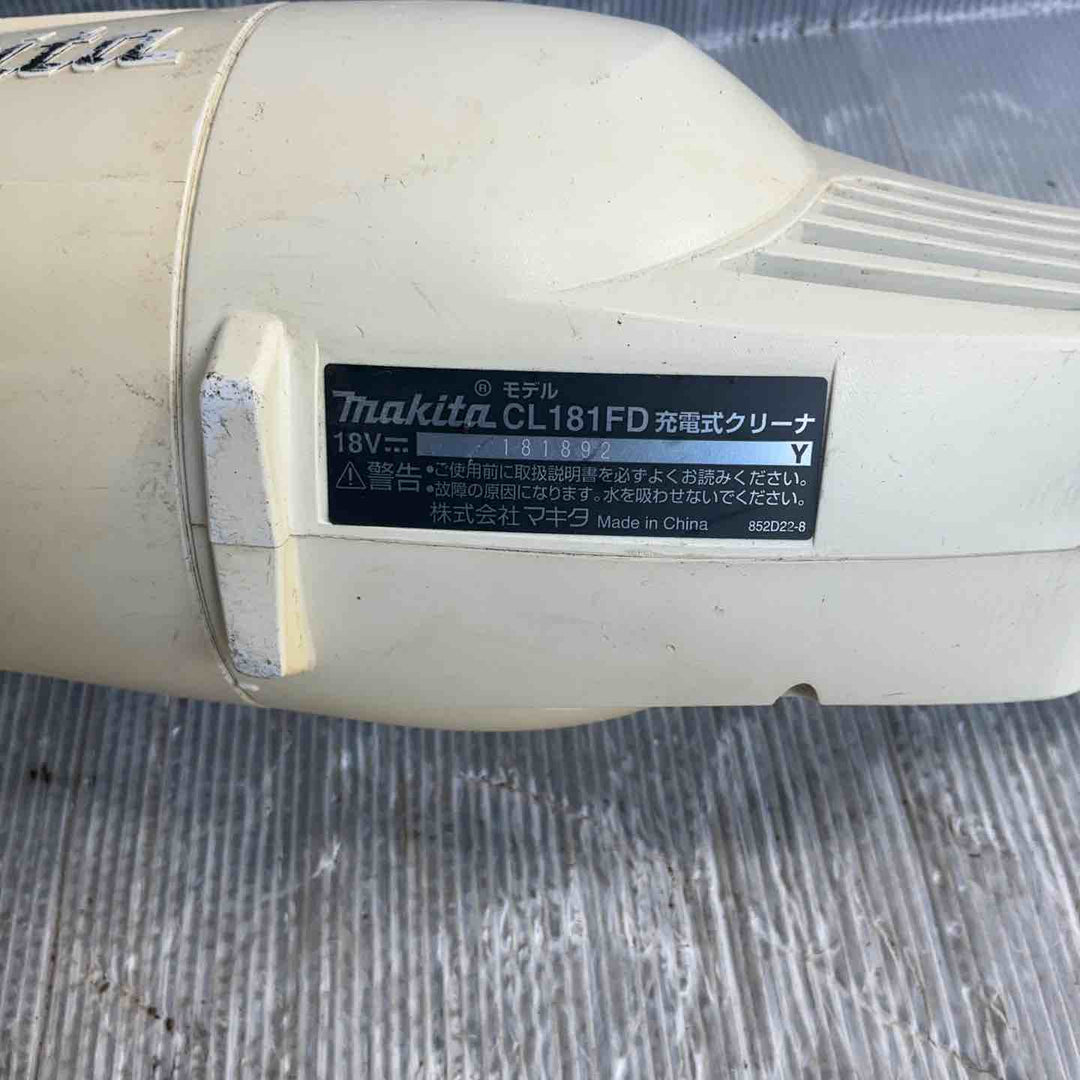 モデル
makita® CL181FD 充電式クリーナ
18V 181892 Y
警告 •ご使用前に取扱説明書を必ずよくお読みください。
•故障の原因になります。水を吸わせないでください。
株式会社マキタ Made in China 852D22-8